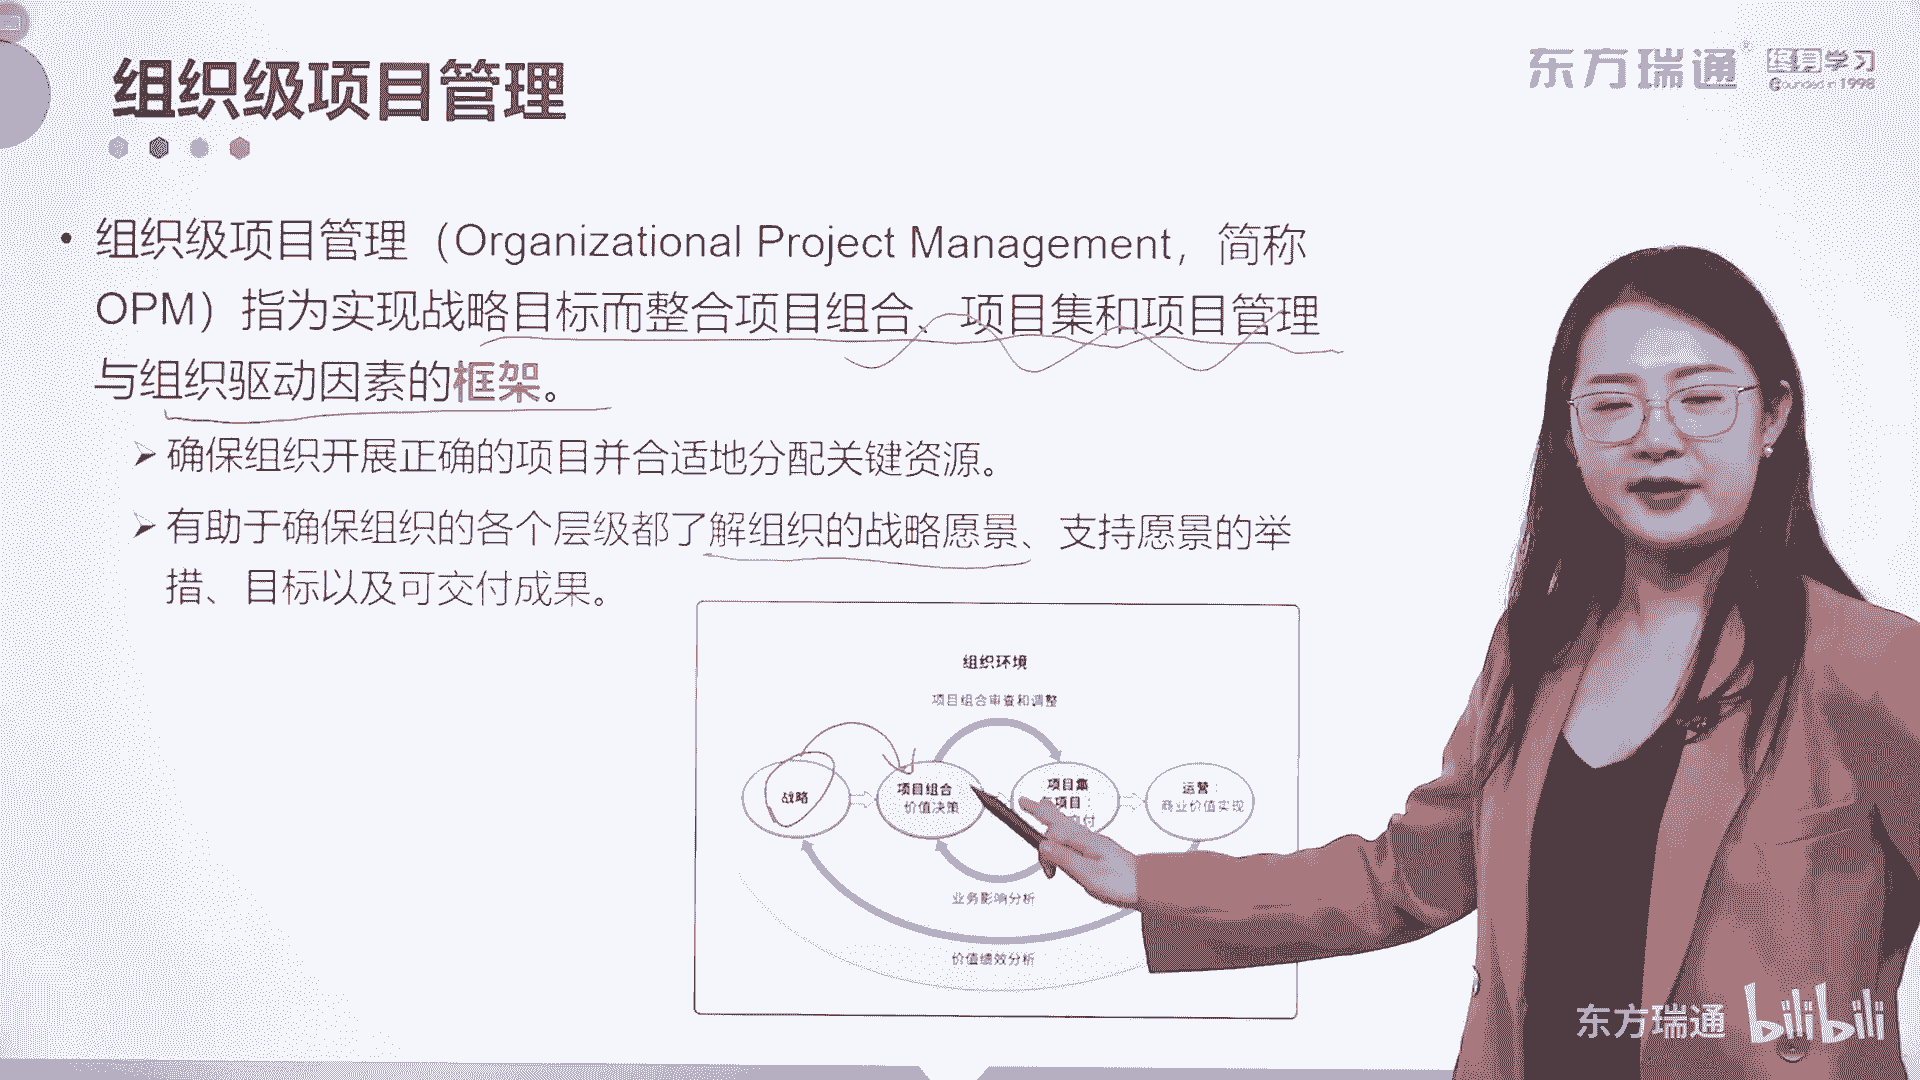 组织级项目管理
东方瑞通
终身学习
Founded in 1998
• 组织级项目管理（Organizational Project Management，简称
OPM）指为实现战略目标而整合项目组合、项目集和项目管理
与组织驱动因素的框架。
➢ 确保组织开展正确的项目并合适地分配关键资源。
➢ 有助于确保组织的各个层级都了解组织的战略愿景、支持愿景的举
措、目标以及可交付成果。
组织环境
项目组合审查和调整
战略
项目组合
价值决策
项目集
项目：
付
运营：
商业价值实现
业务影响分析
价值绩效分析
东方瑞通 bilibili